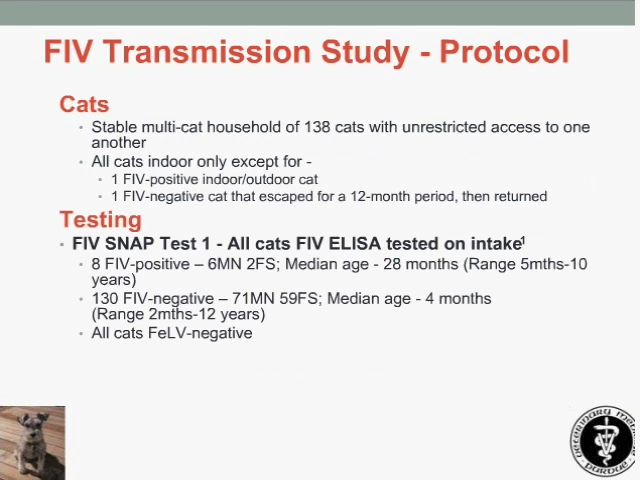 FIV Transmission Study - Protocol
Cats
• Stable multi-cat household of 138 cats with unrestricted access to one
another
• All cats indoor only except for -
• 1 FIV-positive indoor/outdoor cat
• 1 FIV-negative cat that escaped for a 12-month period, then returned
Testing
• FIV SNAP Test 1 - All cats FIV ELISA tested on intake¹
• 8 FIV-positive – 6MN 2FS; Median age - 28 months (Range 5mths-10
years)
• 130 FIV-negative – 71MN 59FS; Median age - 4 months
(Range 2mths-12 years)
• All cats FeLV-negative
VETERINARY MEDICINE
PURDUE